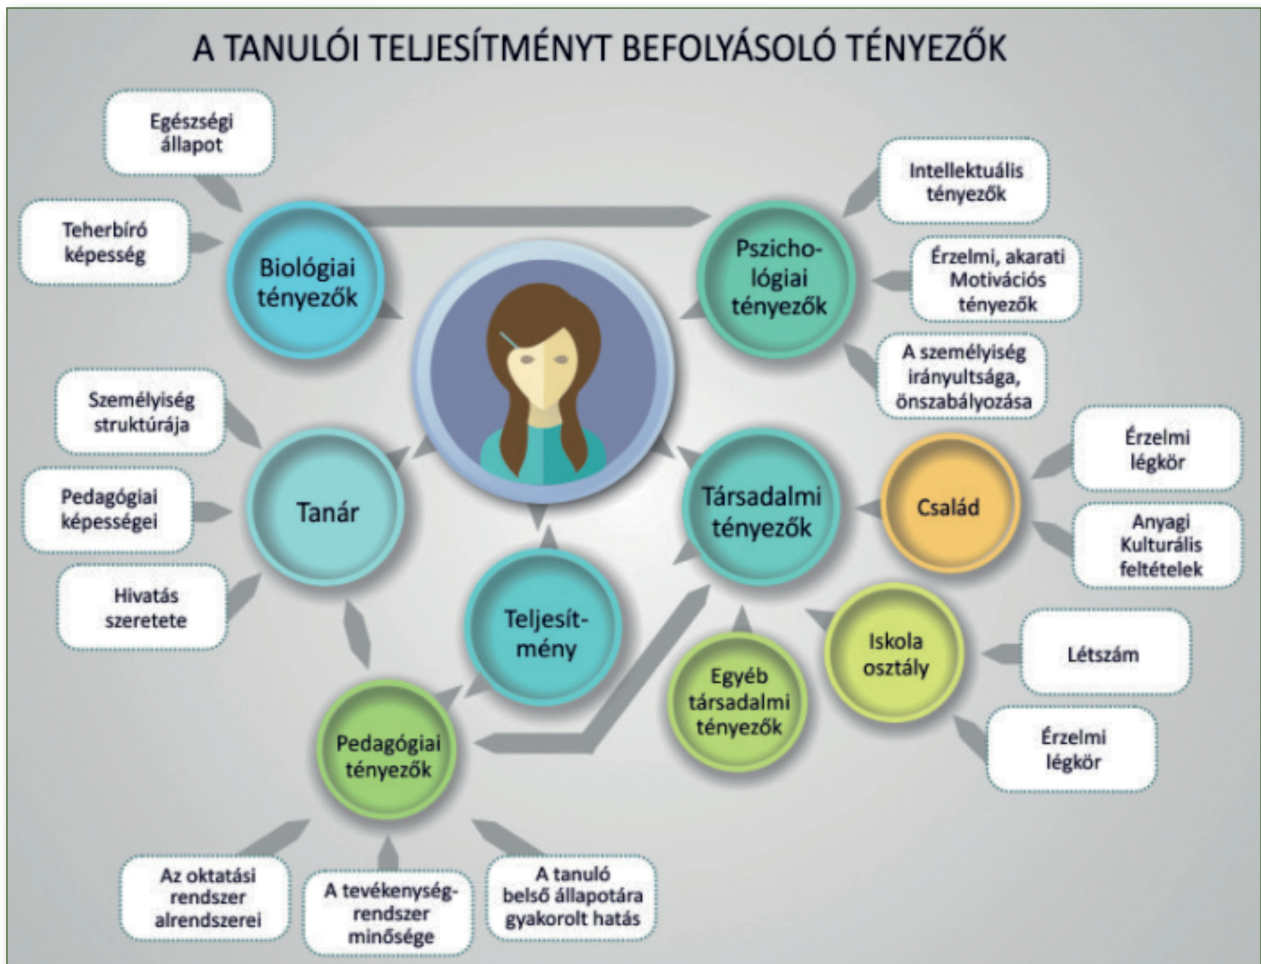 A TANULÓI TELJESÍTMÉNYT BEFOLYÁSOLÓ TÉNYEZŐK
Egészségi
állapot
Teherbíró
képesség
Biológiai
tényezők
Pszicho-
lógiai
tényezők
Intellektuális
tényezők
Érzelmi, akarati
Motivációs
tényezők
A személyiség
irányultsága,
önszabályozása
Személyiség
struktúrája
Pedagógiai
képességei
Hivatás
szeretete
Tanár
Társadalmi
tényezők
Család
Érzelmi
légkör
Anyagi
Kulturális
feltételek
Teljesít-
mény
Iskola
osztály
Létszám
Érzelmi
légkör
Egyéb
társadalmi
tényezők
Pedagógiai
tényezők
Az oktatási
rendszer
alrendszerei
A tevékenység-
rendszer
minősége
A tanuló
belső állapotára
gyakorolt hatás